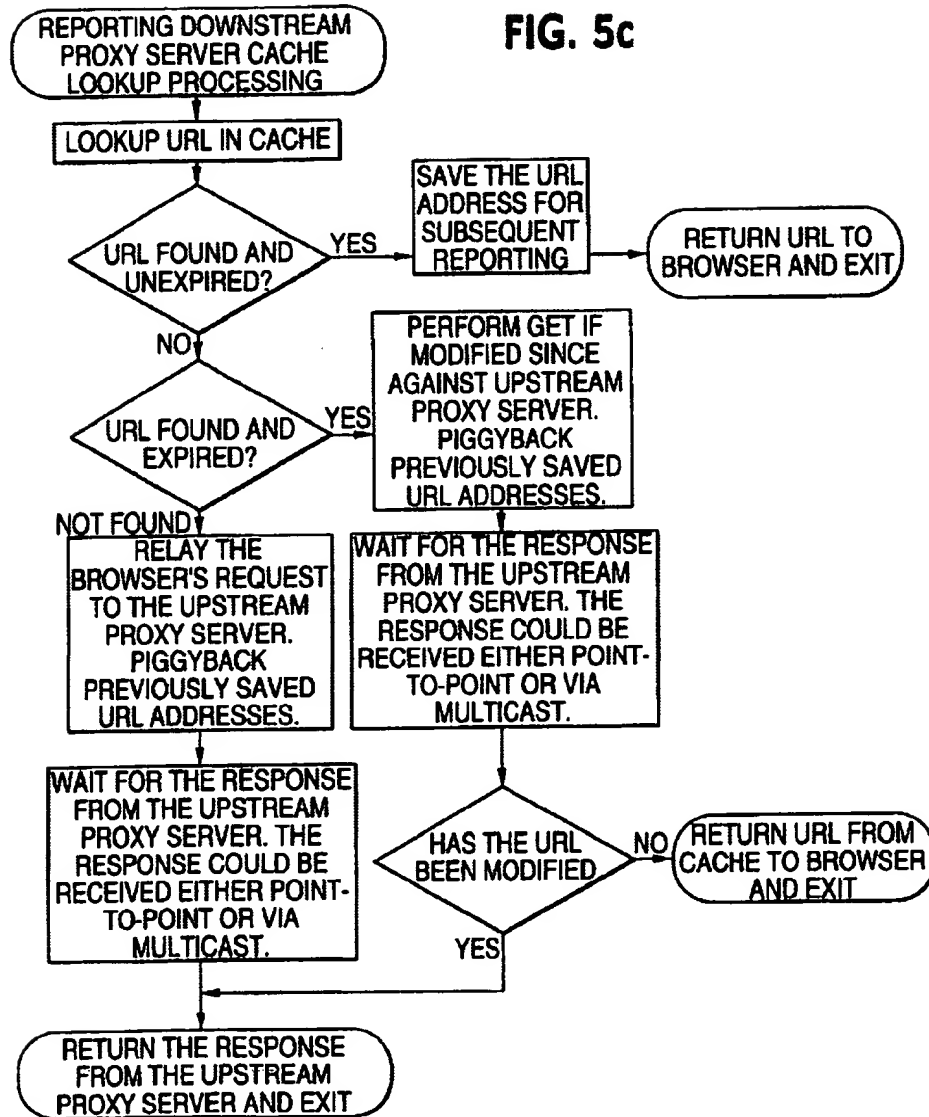 FIG. 5c
REPORTING DOWNSTREAM
PROXY SERVER CACHE
LOOKUP PROCESSING
LOOKUP URL IN CACHE
URL FOUND AND
UNEXPIRED?
YES
SAVE THE URL
ADDRESS FOR
SUBSEQUENT
REPORTING
RETURN URL TO
BROWSER AND EXIT
NO
URL FOUND AND
EXPIRED?
YES
PERFORM GET IF
MODIFIED SINCE
AGAINST UPSTREAM
PROXY SERVER.
PIGGYBACK
PREVIOUSLY SAVED
URL ADDRESSES.
NOT FOUND
RELAY THE
BROWSER'S REQUEST
TO THE UPSTREAM
PROXY SERVER.
PIGGYBACK
PREVIOUSLY SAVED
URL ADDRESSES.
WAIT FOR THE RESPONSE
FROM THE UPSTREAM
PROXY SERVER. THE
RESPONSE COULD BE
RECEIVED EITHER POINT-
TO-POINT OR VIA
MULTICAST.
WAIT FOR THE RESPONSE
FROM THE UPSTREAM
PROXY SERVER. THE
RESPONSE COULD BE
RECEIVED EITHER POINT-
TO-POINT OR VIA
MULTICAST.
HAS THE URL
BEEN MODIFIED
NO
RETURN URL FROM
CACHE TO BROWSER
AND EXIT
YES
RETURN THE RESPONSE
FROM THE UPSTREAM
PROXY SERVER AND EXIT